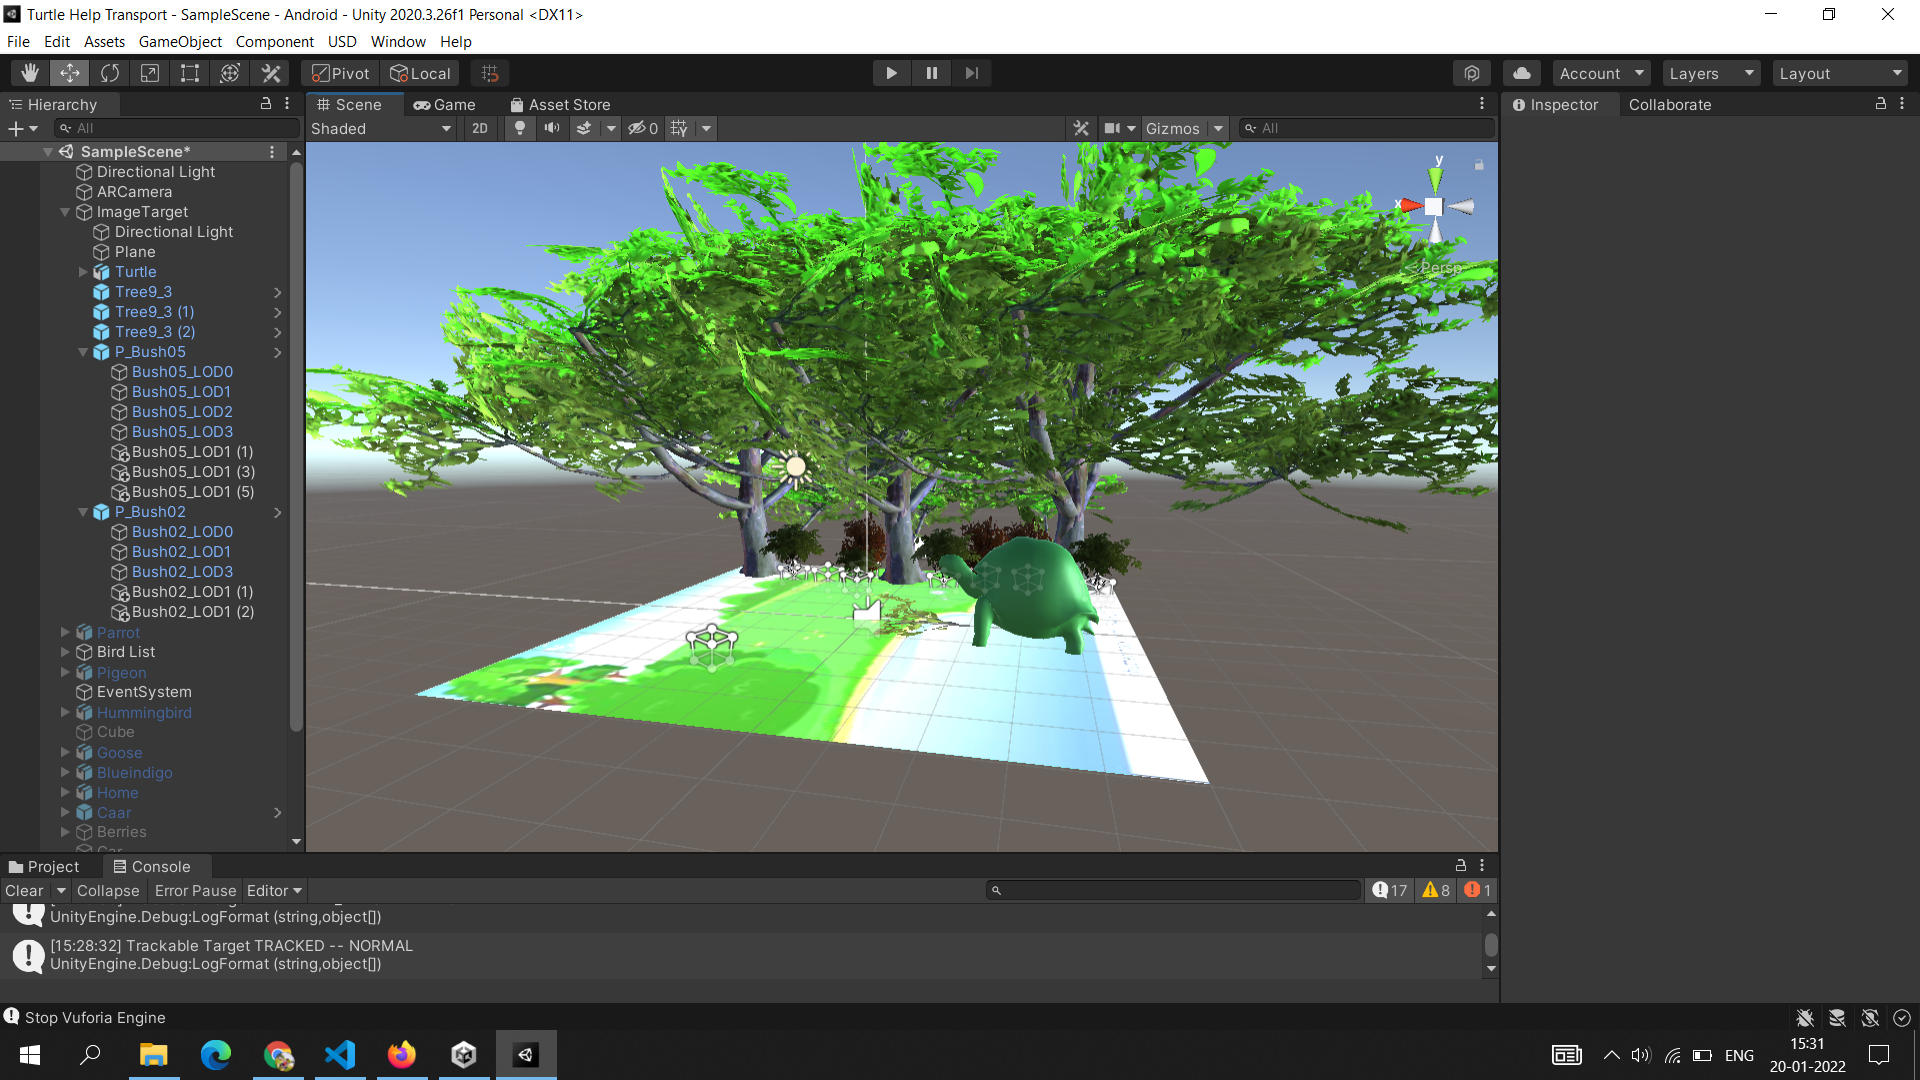 Turtle Help Transport - SampleScene - Android - Unity 2020.3.26f1 Personal <DX11>
File Edit Assets GameObject Component USD Window Help
Pivot Local Account Layers Layout
Hierarchy Scene Game Asset Store Inspector Collaborate
All Shaded 2D 0 Gizmos All
SampleScene*
Directional Light
ARCamera
ImageTarget
Directional Light
Plane
Turtle
Tree9_3
Tree9_3 (1)
Tree9_3 (2)
P_Bush05
Bush05_LOD0
Bush05_LOD1
Bush05_LOD2
Bush05_LOD3
Bush05_LOD1 (1)
Bush05_LOD1 (3)
Bush05_LOD1 (5)
P_Bush02
Bush02_LOD0
Bush02_LOD1
Bush02_LOD3
Bush02_LOD1 (1)
Bush02_LOD1 (2)
Parrot
Bird List
Pigeon
EventSystem
Hummingbird
Cube
Goose
Blueindigo
Home
Caar
Berries
Car
y
x
Persp
Project Console
Clear Collapse Error Pause Editor 17 8 1
UnityEngine.Debug:LogFormat (string,object[])
[15:28:32] Trackable Target TRACKED -- NORMAL
UnityEngine.Debug:LogFormat (string,object[])
Stop Vuforia Engine
ENG
15:31
20-01-2022